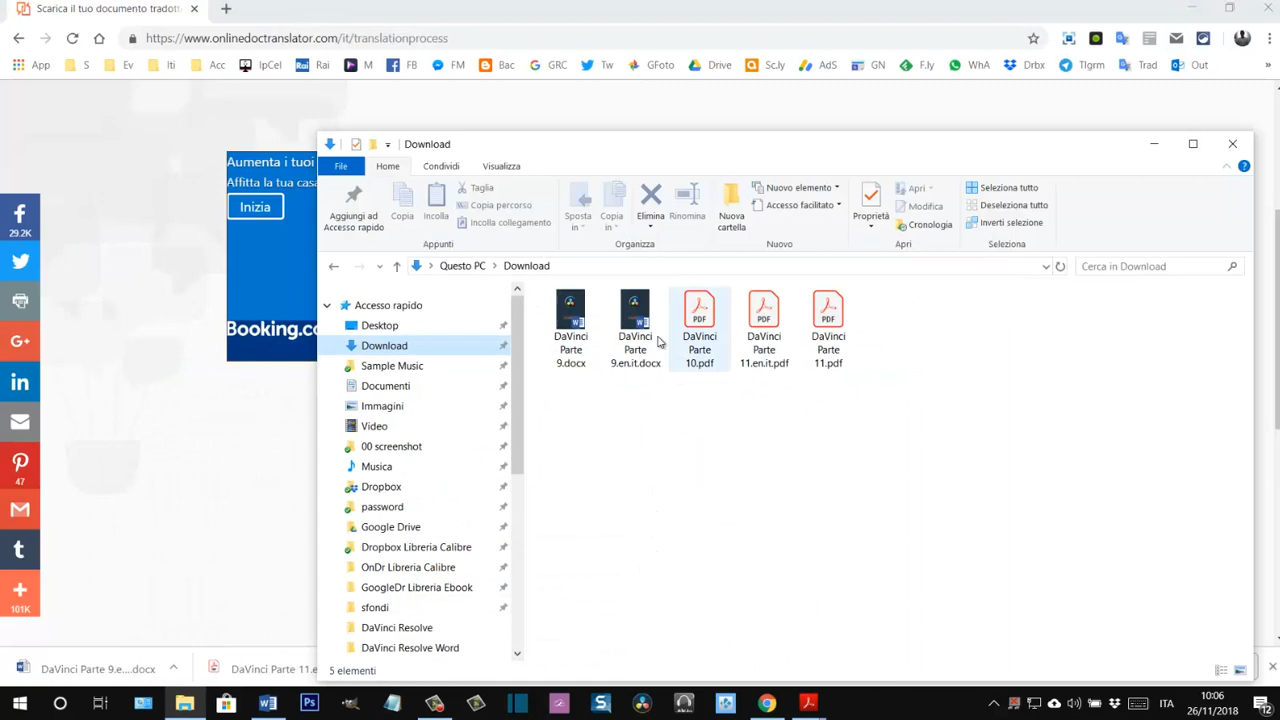 Scarica il tuo documento tradott
https://www.onlinedoctranslator.com/it/translationprocess
App S Ev Iti Acc IpCel Rai M FB FM Bac GRC Tw GFoto Drive Sc.ly AdS GN F.ly WhA Drbx Tlgrm Trad Out »
Aumenta i tuoi
Affitta la tua casa
Inizia
Booking.co
29.2K
47
101K
Download
File Home Condividi Visualizza
Aggiungi ad
Accesso rapido
Copia
Incolla
Taglia
Copia percorso
Incolla collegamento
Appunti
Sposta
in
Copia
in
Elimina
Rinomina
Organizza
Nuova
cartella
Nuovo elemento
Accesso facilitato
Nuovo
Proprietà
Apri
Modifica
Cronologia
Apri
Seleziona tutto
Deseleziona tutto
Inverti selezione
Seleziona
Questo PC > Download
Cerca in Download
Accesso rapido
Desktop
Download
Sample Music
Documenti
Immagini
Video
00 screenshot
Musica
Dropbox
password
Google Drive
Dropbox Libreria Calibre
OnDr Libreria Calibre
GoogleDr Libreria Ebook
sfondi
DaVinci Resolve
DaVinci Resolve Word
DaVinci
Parte
9.docx
DaVinci
Parte
9.en.it.docx
PDF
DaVinci
Parte
10.pdf
PDF
DaVinci
Parte
11.en.it.pdf
PDF
DaVinci
Parte
11.pdf
5 elementi
DaVinci Parte 9.e....docx
DaVinci Parte 11.e
ITA
10:06
26/11/2018
12